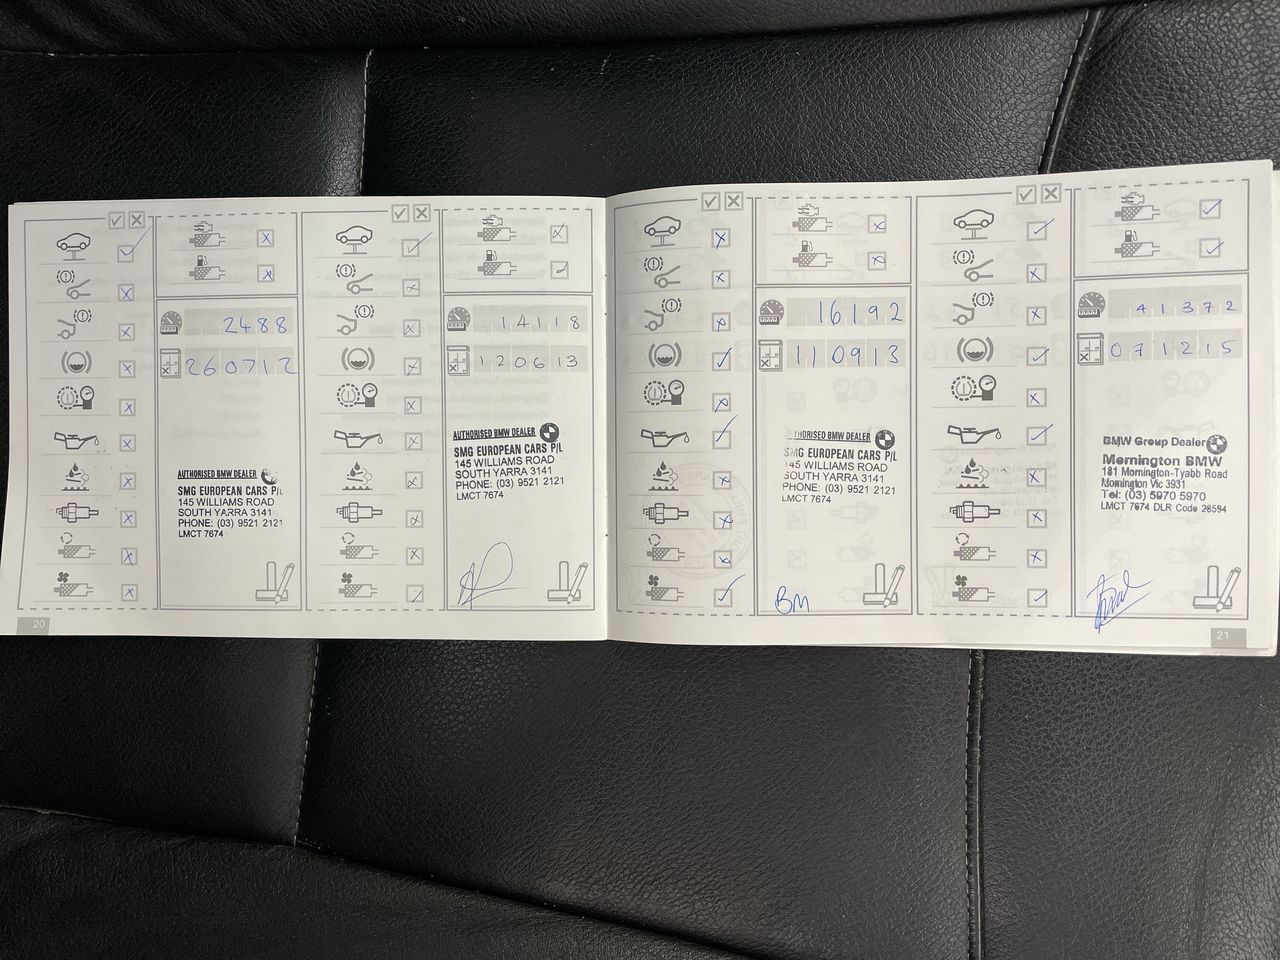 2488
260712
AUTHORISED BMW DEALER
SMG EUROPEAN CARS P/L
145 WILLIAMS ROAD
SOUTH YARRA 3141
PHONE: (03) 9521 2121
LMCT 7674
20
14118
120613
AUTHORISED BMW DEALER
SMG EUROPEAN CARS P/L
145 WILLIAMS ROAD
SOUTH YARRA 3141
PHONE: (03) 9521 2121
LMCT 7674
16192
110913
AUTHORISED BMW DEALER
SMG EUROPEAN CARS P/L
145 WILLIAMS ROAD
SOUTH YARRA 3141
PHONE: (03) 9521 2121
LMCT 7674
BM
41372
071215
BMW Group Dealer
Mornington BMW
181 Mornington-Tyabb Road
Mornington Vic 3931
Tel: (03) 5970 5970
LMCT 7674 DLR Code 28594
21